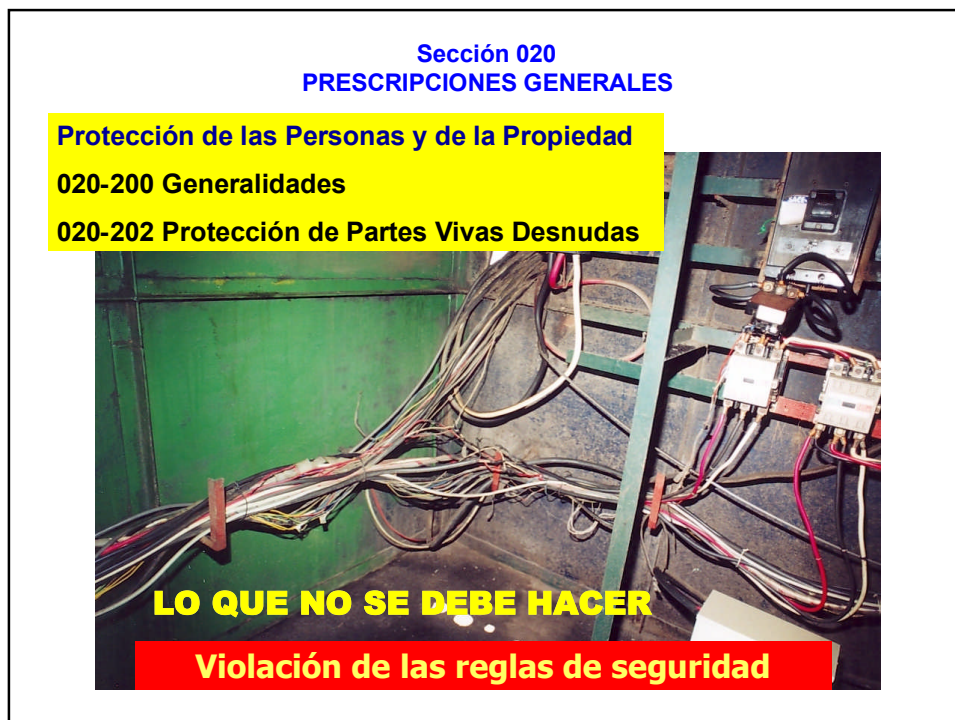 Sección 020
PRESCRIPCIONES GENERALES
Protección de las Personas y de la Propiedad
020-200 Generalidades
020-202 Protección de Partes Vivas Desnudas
LO QUE NO SE DEBE HACER
Violación de las reglas de seguridad